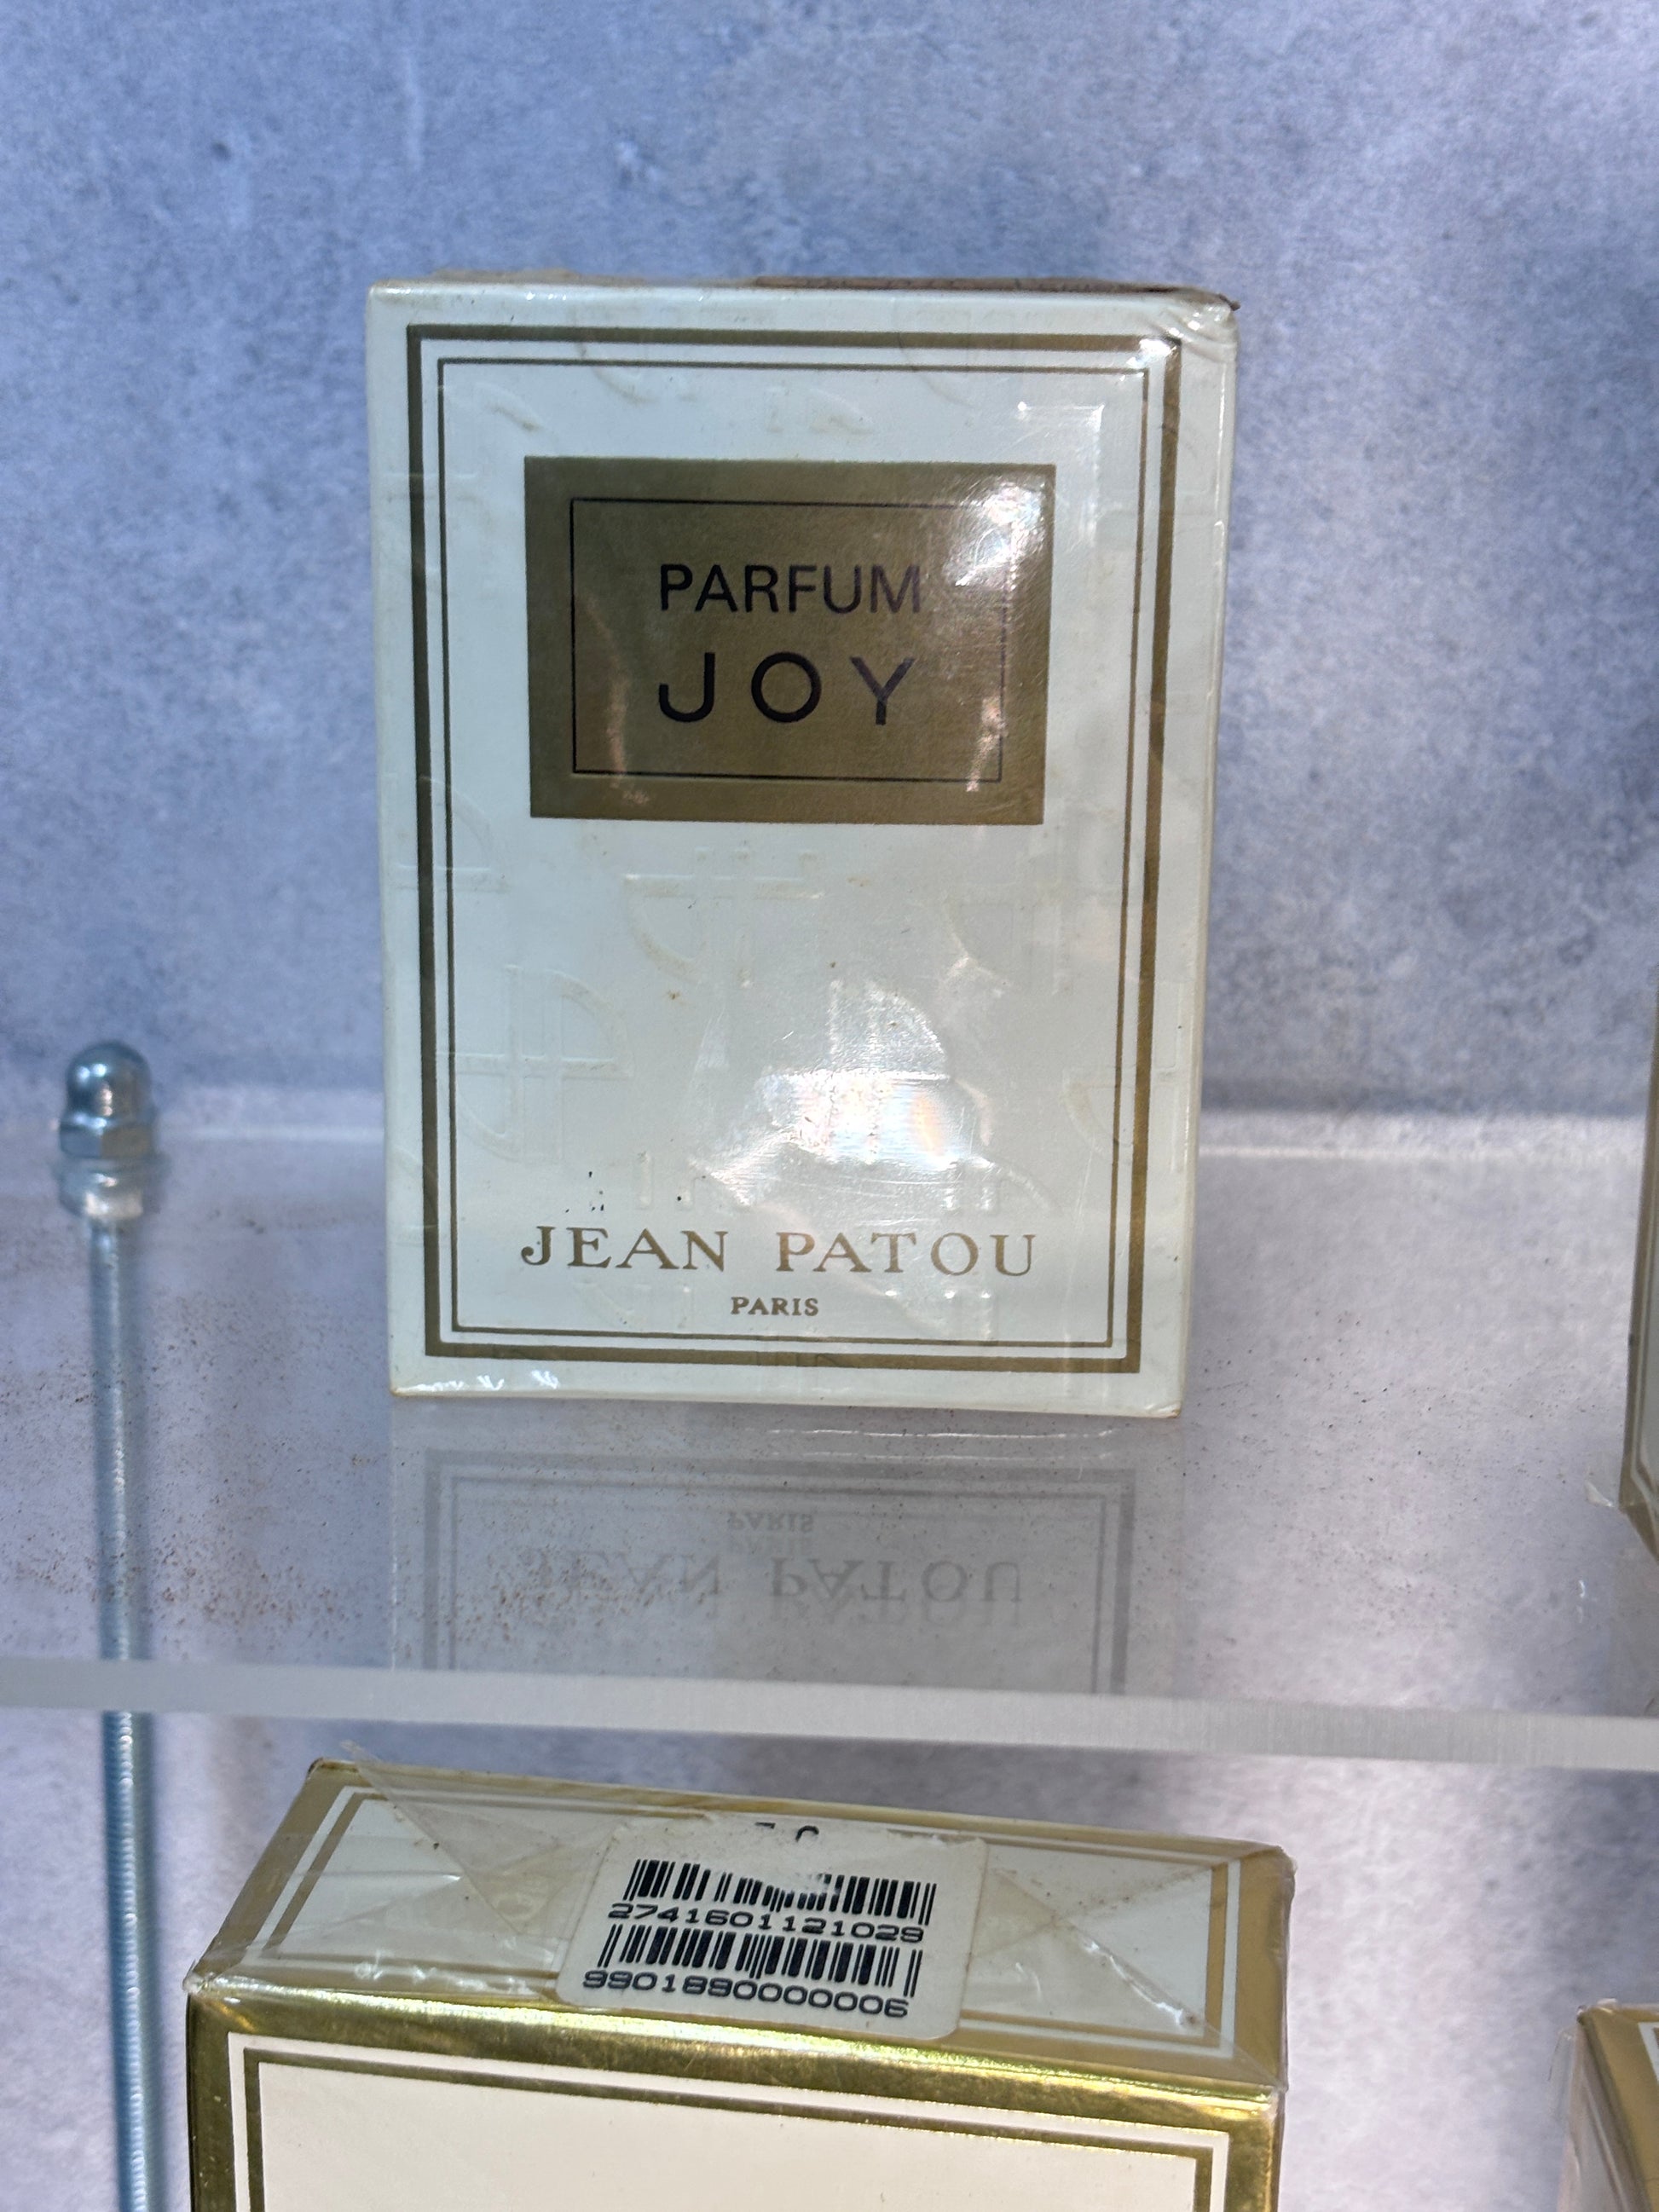 PARFUM
JOY
JEAN PATOU
PARIS
2741601121029
9901890000006